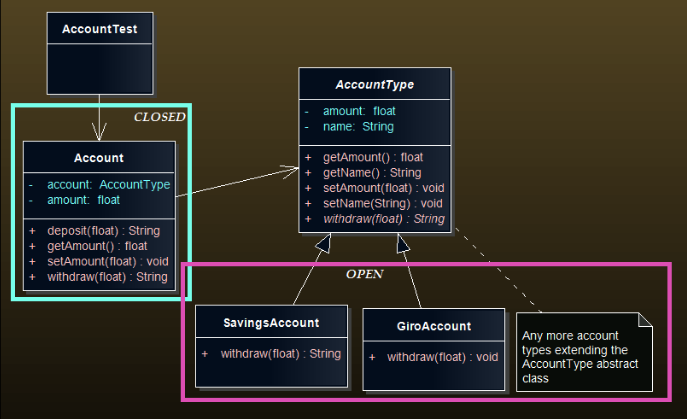 AccountTest
CLOSED
Account
- account: AccountType
- amount: float
+ deposit(float) : String
+ getAmount() : float
+ setAmount(float) : void
+ withdraw(float) : String
AccountType
- amount: float
- name: String
+ getAmount() : float
+ getName() : String
+ setAmount(float) : void
+ setName(String) : void
+ withdraw(float) : String
OPEN
SavingsAccount
+ withdraw(float) : String
GiroAccount
+ withdraw(float) : void
Any more account
types extending the
AccountType abstract
class